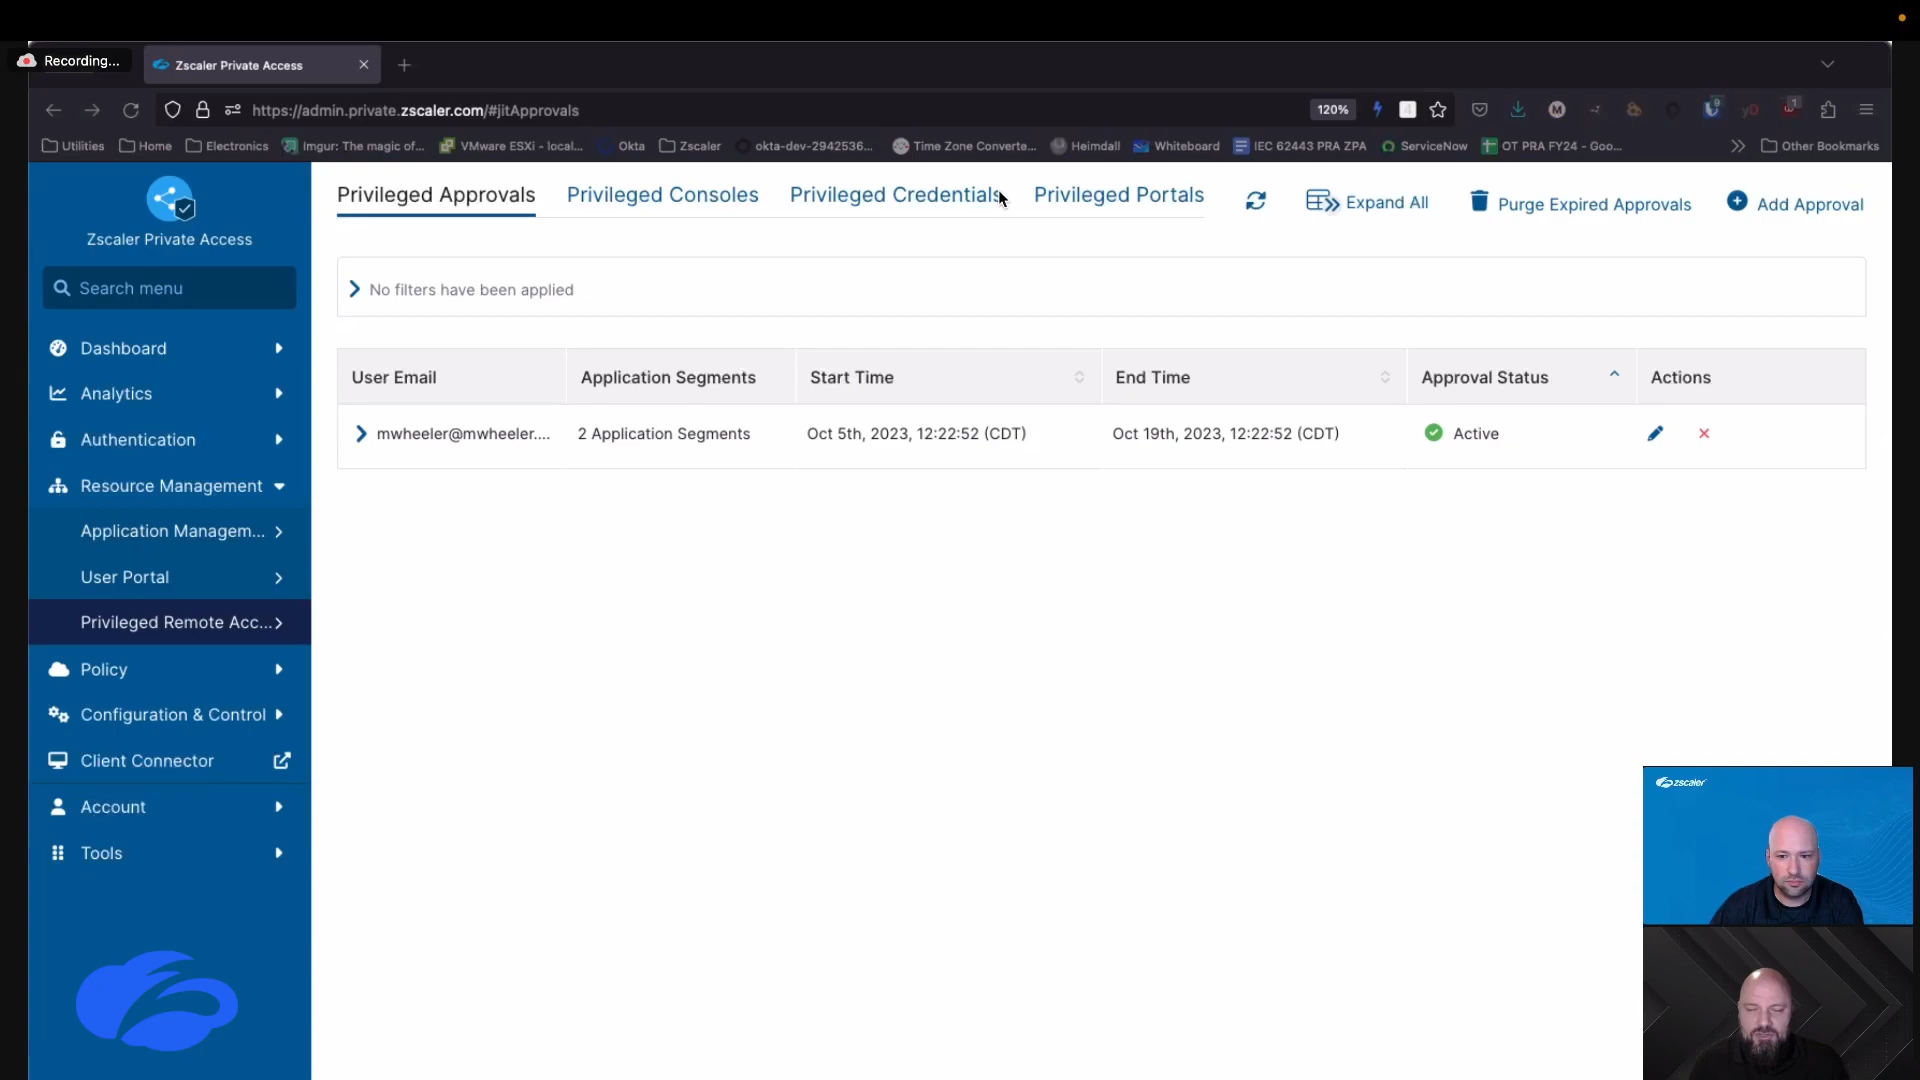 Recording...
Zscaler Private Access
https://admin.private.zscaler.com/#jitApprovals
120%
9
1
Utilities
Home
Electronics
Imgur: The magic of...
VMware ESXi - local...
Okta
Zscaler
okta-dev-2942536...
Time Zone Converte...
Heimdall
Whiteboard
IEC 62443 PRA ZPA
ServiceNow
OT PRA FY24 - Goo...
Other Bookmarks
Zscaler Private Access
Search menu
Dashboard
Analytics
Authentication
Resource Management
Application Managem...
User Portal
Privileged Remote Acc...
Policy
Configuration & Control
Client Connector
Account
Tools
Privileged Approvals
Privileged Consoles
Privileged Credentials
Privileged Portals
Expand All
Purge Expired Approvals
Add Approval
No filters have been applied
User Email Application Segments Start Time End Time Approval Status Actions
mwheeler@mwheeler.... 2 Application Segments Oct 5th, 2023, 12:22:52 (CDT) Oct 19th, 2023, 12:22:52 (CDT) Active
zscaler